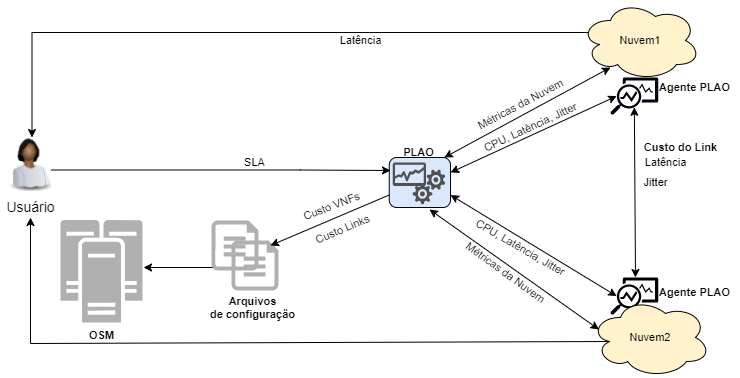 Nuvem1
Latência
Métricas da Nuvem
Agente PLAO
CPU, Latência, Jitter
PLAO
Custo do Link
Latência
SLA
Jitter
Usuário
Custo VNFs
Custo Links
CPU, Latência, Jitter
Métricas da Nuvem
Agente PLAO
Arquivos
de configuração
OSM
Nuvem2